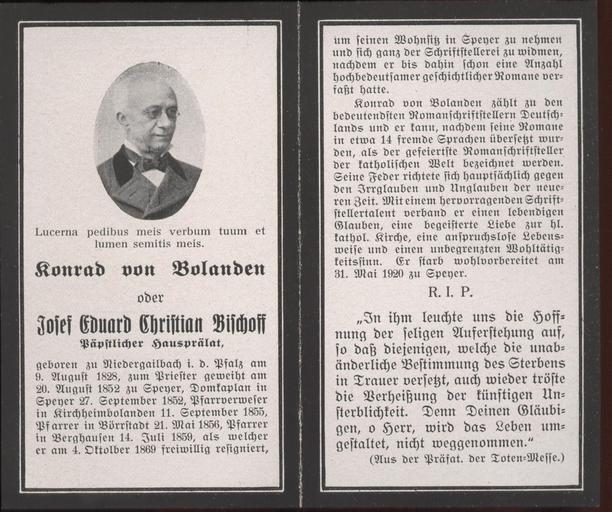 Lucerna pedibus meis verbum tuum et
lumen semitis meis.
Konrad von Bolanden
oder
Josef Eduard Christian Bischoff
Päpstlicher Hausprälat,
geboren zu Niedergailbach i. d. Pfalz am
9. August 1828, zum Priester geweiht am
20. August 1852 zu Speyer, Domkaplan in
Speyer 27. September 1852, Pfarrverweser
in Kirchheimbolanden 11. September 1855,
Pfarrer in Börrstadt 21. Mai 1856, Pfarrer
in Berghausen 14. Juli 1859, als welcher
er am 4. Oktolber 1869 freiwillig resigniert,
um seinen Wohnsitz in Speyer zu nehmen
und sich ganz der Schriftstellerei zu widmen,
nachdem er bis dahin schon eine Anzahl
hochbedeutsamer geschichtlicher Romane ver-
faßt hatte.
Konrad von Bolanden zählt zu den
bedeutendsten Romanschriftstellern Deutsch-
lands und er kann, nachdem seine Romane
in etwa 14 fremde Sprachen übersetzt wur-
den, als der gefeiertste Romanschriftsteller
der katholischen Welt bezeichnet werden.
Seine Feder richtete sich hauptsächlich gegen
den Irrglauben und Unglauben der neue-
ren Zeit. Mit einem hervorragenden Schrift-
stellertalent verband er einen lebendigen
Glauben, eine begeisterte Liebe zur hl.
kathol. Kirche, eine anspruchslose Lebens-
weise und einen unbegrenzten Wohltätig-
keitssinn. Er starb wohlvorbereitet am
31. Mai 1920 zu Speyer.
R. I. P.
„In ihm leuchte uns die Hoff-
nung der seligen Auferstehung auf,
so daß diejenigen, welche die unab-
änderliche Bestimmung des Sterbens
in Trauer versetzt, auch wieder tröste
die Verheißung der künftigen Un-
sterblichkeit. Denn Deinen Gläubi-
gen, o Herr, wird das Leben um-
gestaltet, nicht weggenommen.“
(Aus der Präfat. der Toten-Messe.)